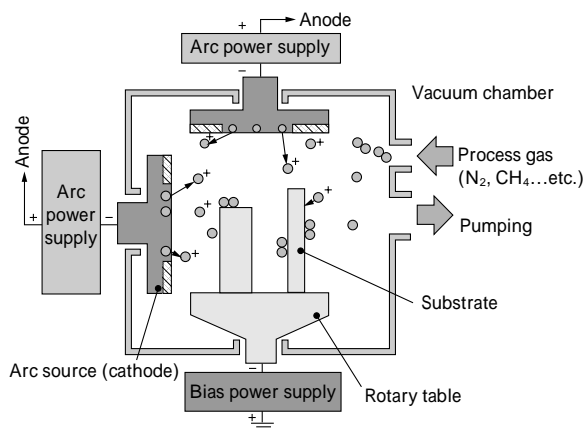 Anode
Arc power supply
+
−
Vacuum chamber
Anode
Arc
power
supply
+
−
+
+
+
+
+
+
Process gas
(N₂, CH₄...etc.)
Pumping
Substrate
Arc source (cathode)
Rotary table
−
Bias power supply
+